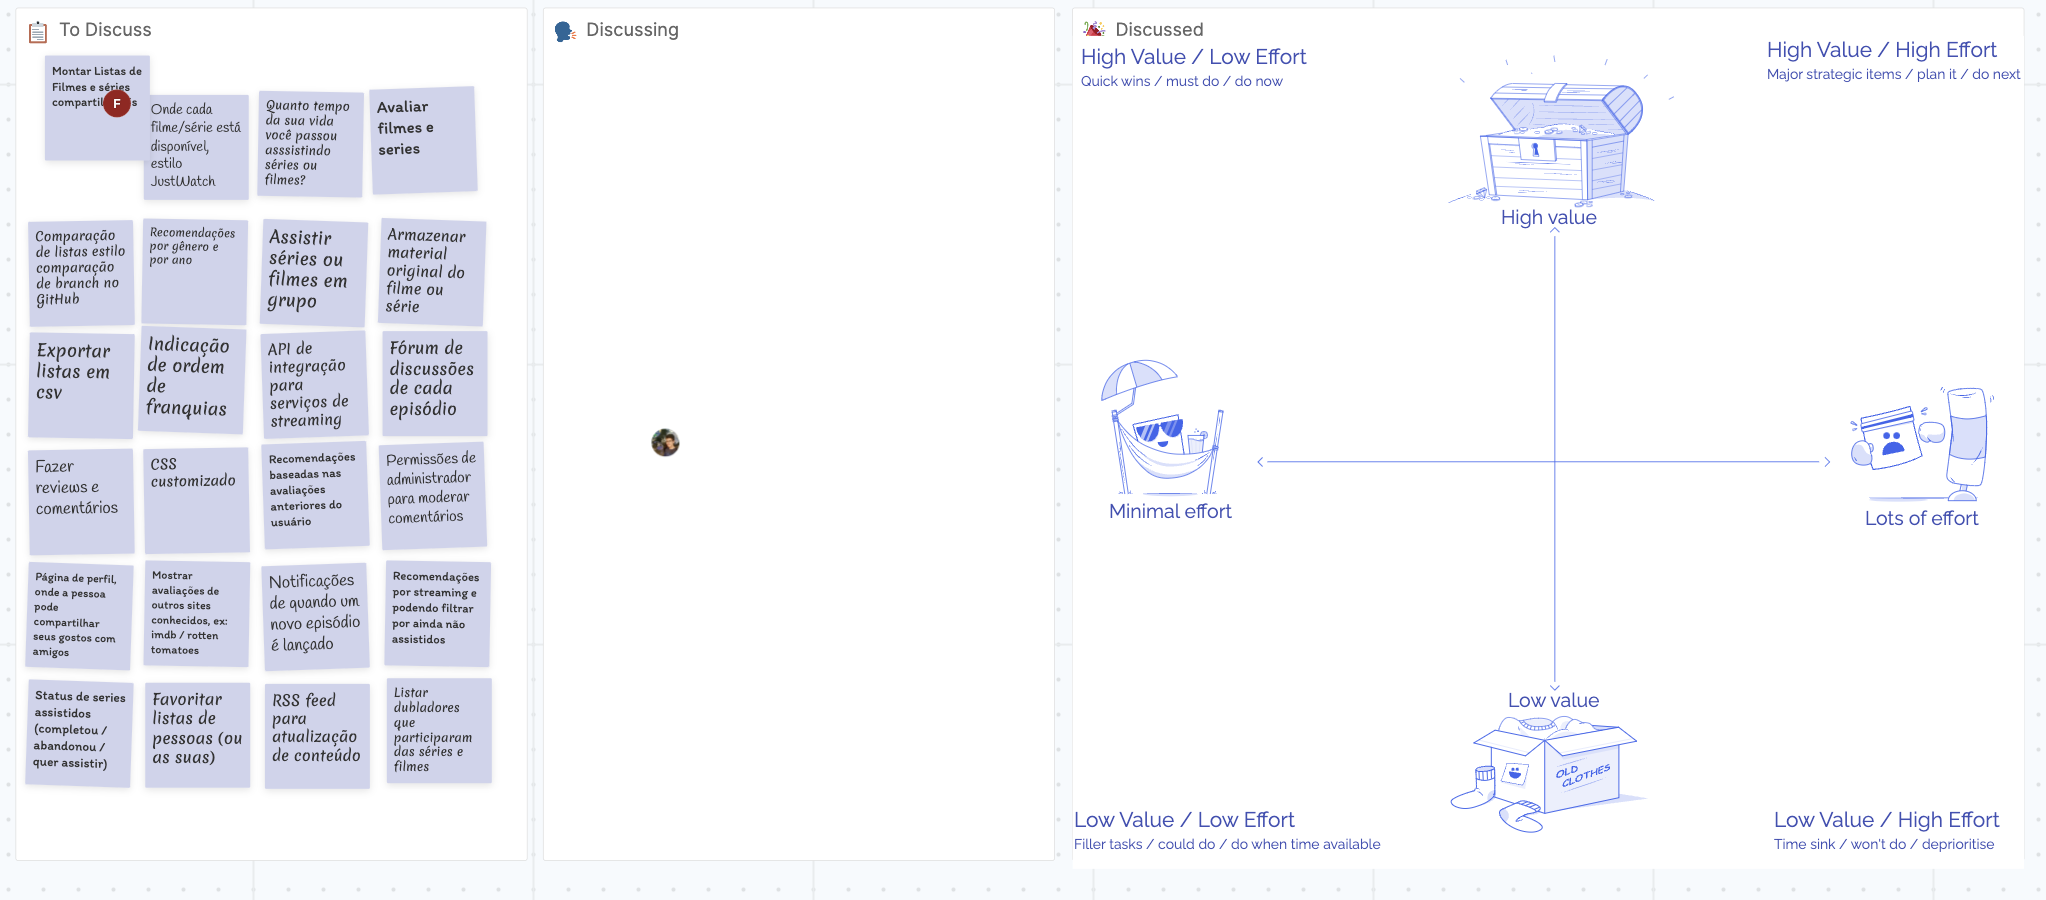 To Discuss
Montar Listas de
Filmes e séries
F
Onde cada
filme/série está
disponível,
estilo
JustWatch
Quanto tempo
da sua vida
você passou
asssistindo
séries ou
filmes?
Avaliar
filmes e
series
Comparação
de listas estilo
comparação
de branch no
GitHub
Recomendações
por gênero e
por ano
Assistir
séries ou
filmes em
grupo
Armazenar
material
original do
filme ou
série
Exportar
listas em
csv
Indicação
de ordem
de
franquias
API de
integração
para
serviços de
streaming
Fórum de
discussões
de cada
episódio
Fazer
reviews e
comentários
CSS
customizado
Recomendações
baseadas nas
avaliações
anteriores do
usuário
Permissões de
administrador
para moderar
comentários
Página de perfil,
onde a pessoa
pode
compartilhar
seus gostos com
amigos
Mostrar
avaliações de
outros sites
conhecidos, ex:
imdb / rotten
tomatoes
Notificações
de quando um
novo episódio
é lançado
Recomendações
por streaming e
podendo filtrar
por ainda não
assistidos
Status de series
assistidos
(completou /
abandonou /
quer assistir)
Favoritar
listas de
pessoas (ou
as suas)
RSS feed
para
atualização
de conteúdo
Listar
dubladores
que
participaram
das séries e
filmes
Discussing
Discussed
High Value / Low Effort
Quick wins / must do / do now
High Value / High Effort
Major strategic items / plan it / do next
High value
Minimal effort
Lots of effort
Low value
OLD
CLOTHES
Low Value / Low Effort
Filler tasks / could do / do when time available
Low Value / High Effort
Time sink / won't do / deprioritise